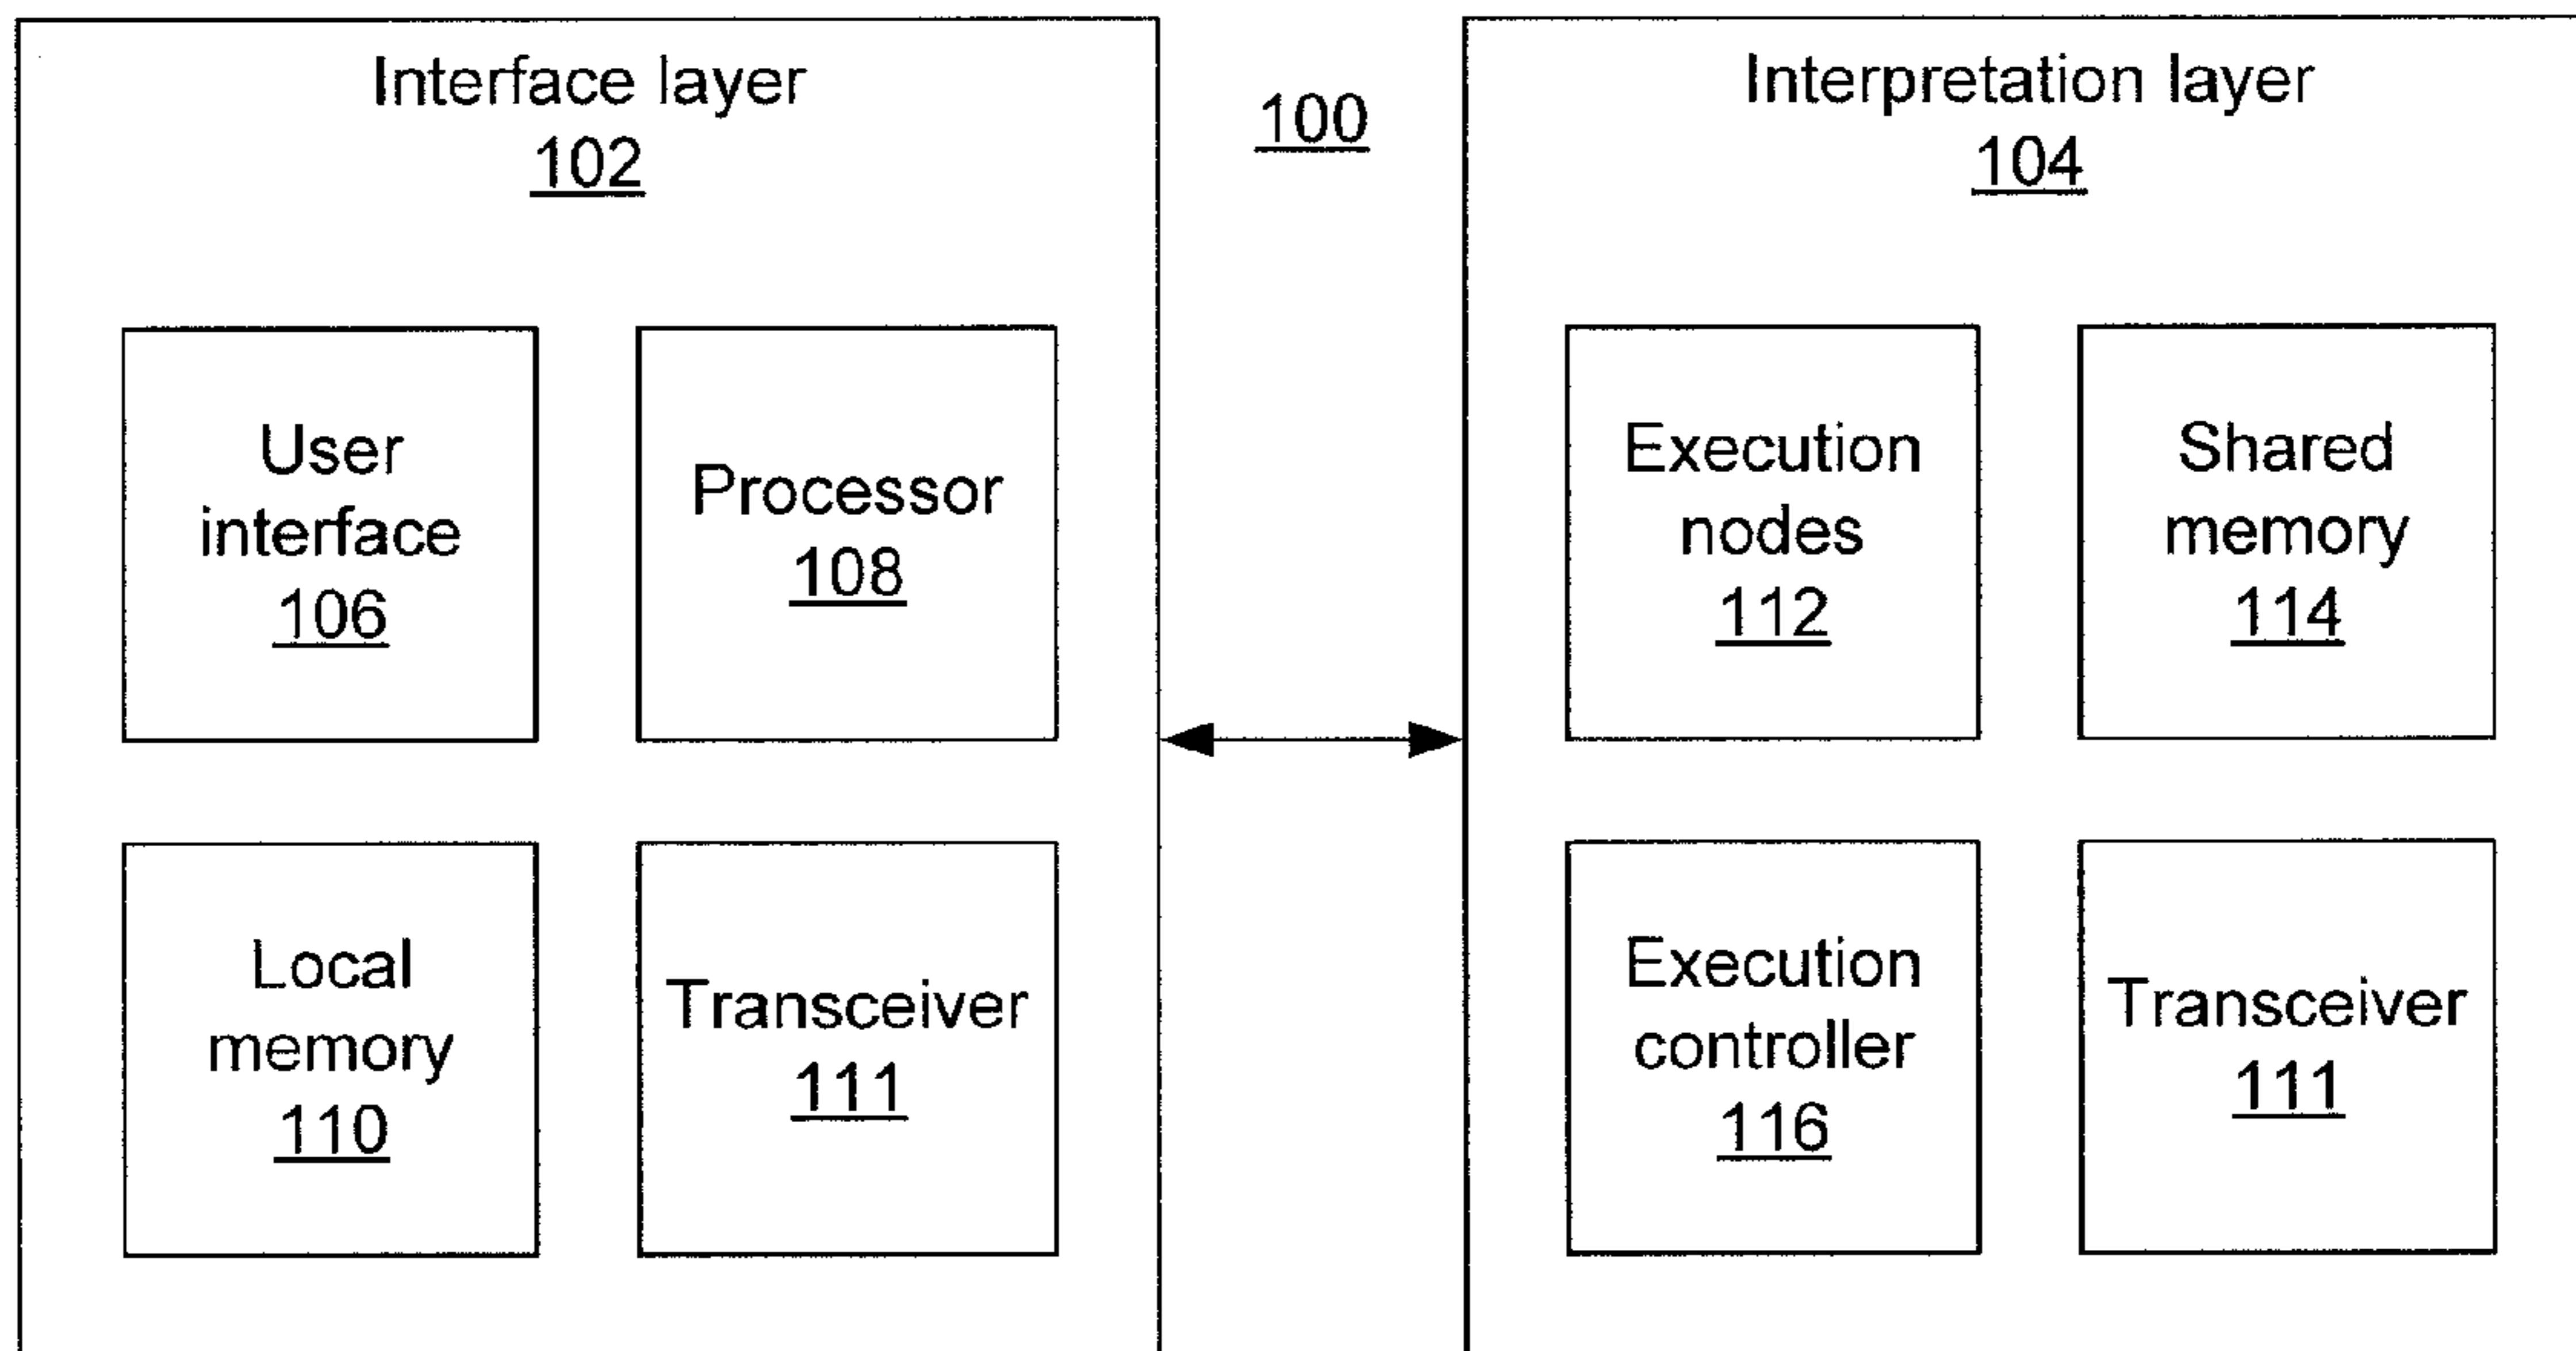 Interface layer
102
100
Interpretation layer
104
User
interface
106
Processor
108
Local
memory
110
Transceiver
111
Execution
nodes
112
Shared
memory
114
Execution
controller
116
Transceiver
111